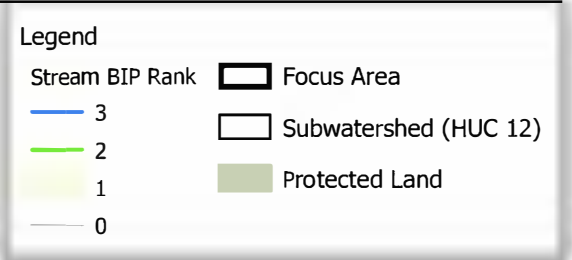 Legend
Stream BIP Rank
3
2
1
0
Focus Area
Subwatershed (HUC 12)
Protected Land